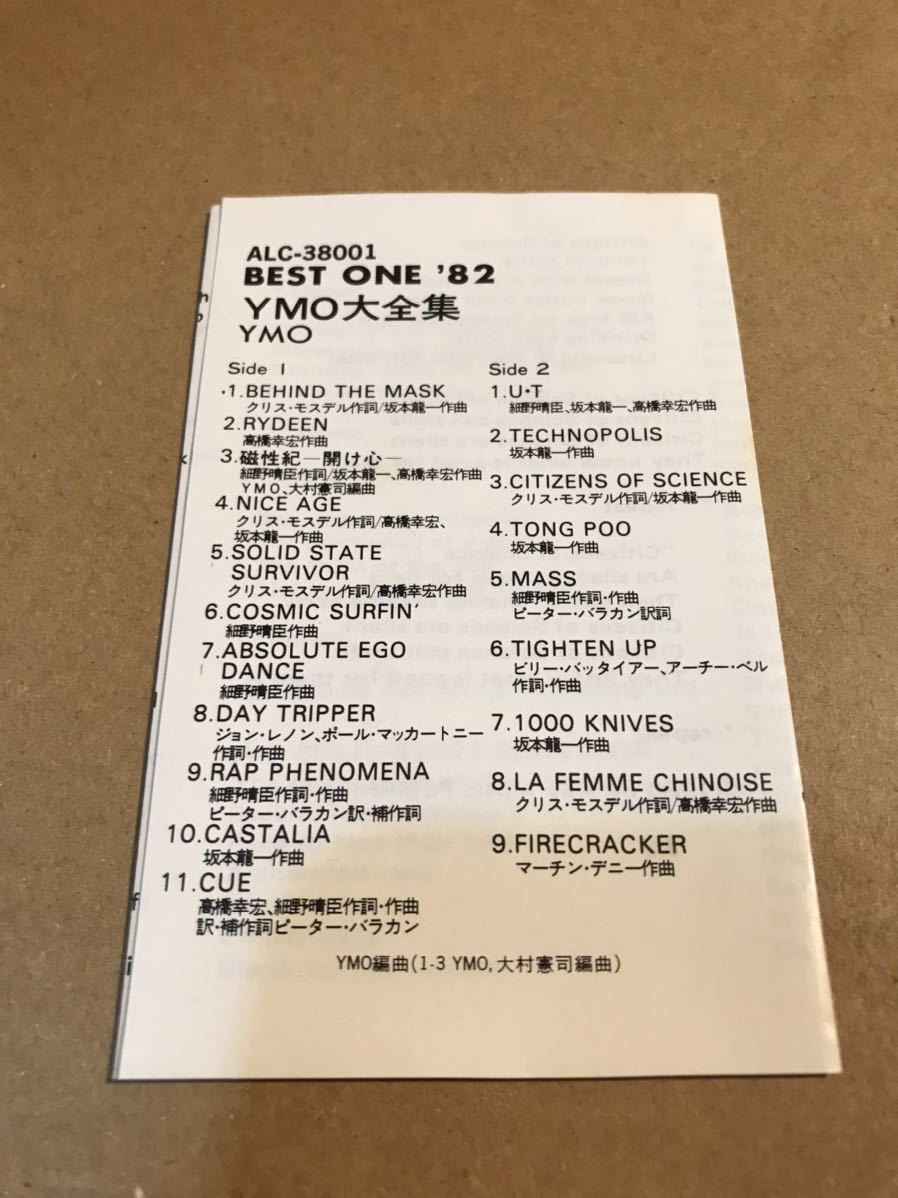 ALC-38001
BEST ONE '82
YMO大全集
YMO
Side 1
·1.BEHIND THE MASK
クリス・モスデル作詞/坂本龍一作曲
2.RYDEEN
高橋幸宏作曲
3.磁性紀—開け心—
細野晴臣作詞/坂本龍一、高橋幸宏作曲
YMO、大村憲司編曲
4.NICE AGE
クリス・モスデル作詞/高橋幸宏、
坂本龍一作曲
5.SOLID STATE
SURVIVOR
クリス・モスデル作詞/高橋幸宏作曲
6.COSMIC SURFIN'
細野晴臣作曲
7.ABSOLUTE EGO
DANCE
細野晴臣作曲
8.DAY TRIPPER
ジョン・レノン、ポール・マッカートニー
作詞・作曲
9.RAP PHENOMENA
細野晴臣作詞・作曲
ピーター・バラカン訳・補作詞
10.CASTALIA
坂本龍一作曲
11.CUE
高橋幸宏、細野晴臣作詞・作曲
訳・補作詞ピーター・バラカン
Side 2
1.U・T
細野晴臣、坂本龍一、高橋幸宏作曲
2.TECHNOPOLIS
坂本龍一作曲
3.CITIZENS OF SCIENCE
クリス・モスデル作詞/坂本龍一作曲
4.TONG POO
坂本龍一作曲
5.MASS
細野晴臣作詞・作曲
ピーター・バラカン訳詞
6.TIGHTEN UP
ビリー・バッタイアー、アーチー・ベル
作詞・作曲
7.1000 KNIVES
坂本龍一作曲
8.LA FEMME CHINOISE
クリス・モスデル作詞/高橋幸宏作曲
9.FIRECRACKER
マーチン・デニー作曲
YMO編曲(1-3 YMO,大村憲司編曲)